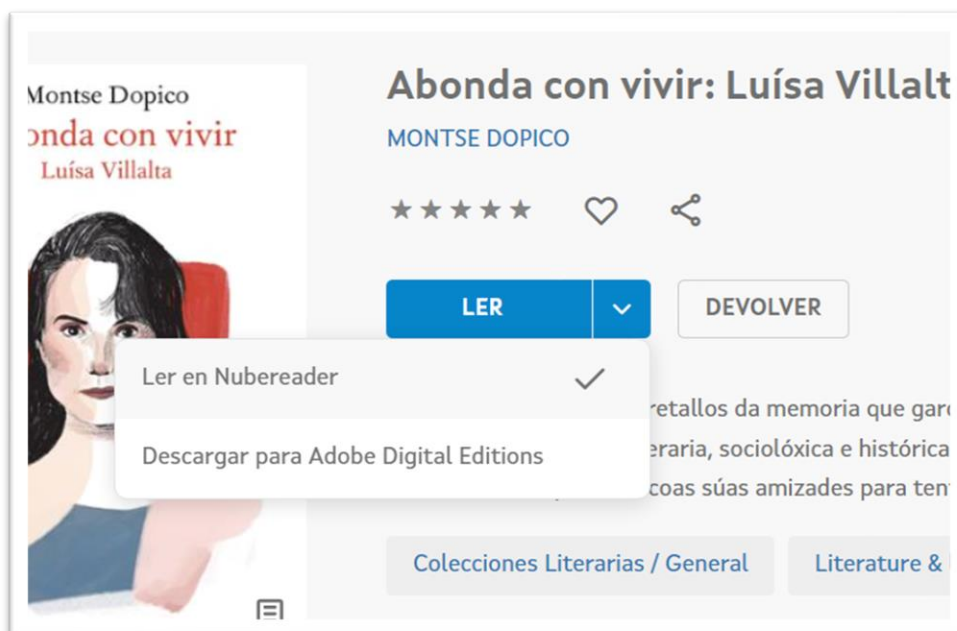 Montse Dopico
onda con vivir
Luísa Villalta
Abonda con vivir: Luísa Villalt
MONTSE DOPICO
LER
DEVOLVER
Ler en Nubereader
Descargar para Adobe Digital Editions
retallos da memoria que gar
eraria, sociolóxica e histórica
coas súas amizades para ten
Colecciones Literarias / General
Literature &